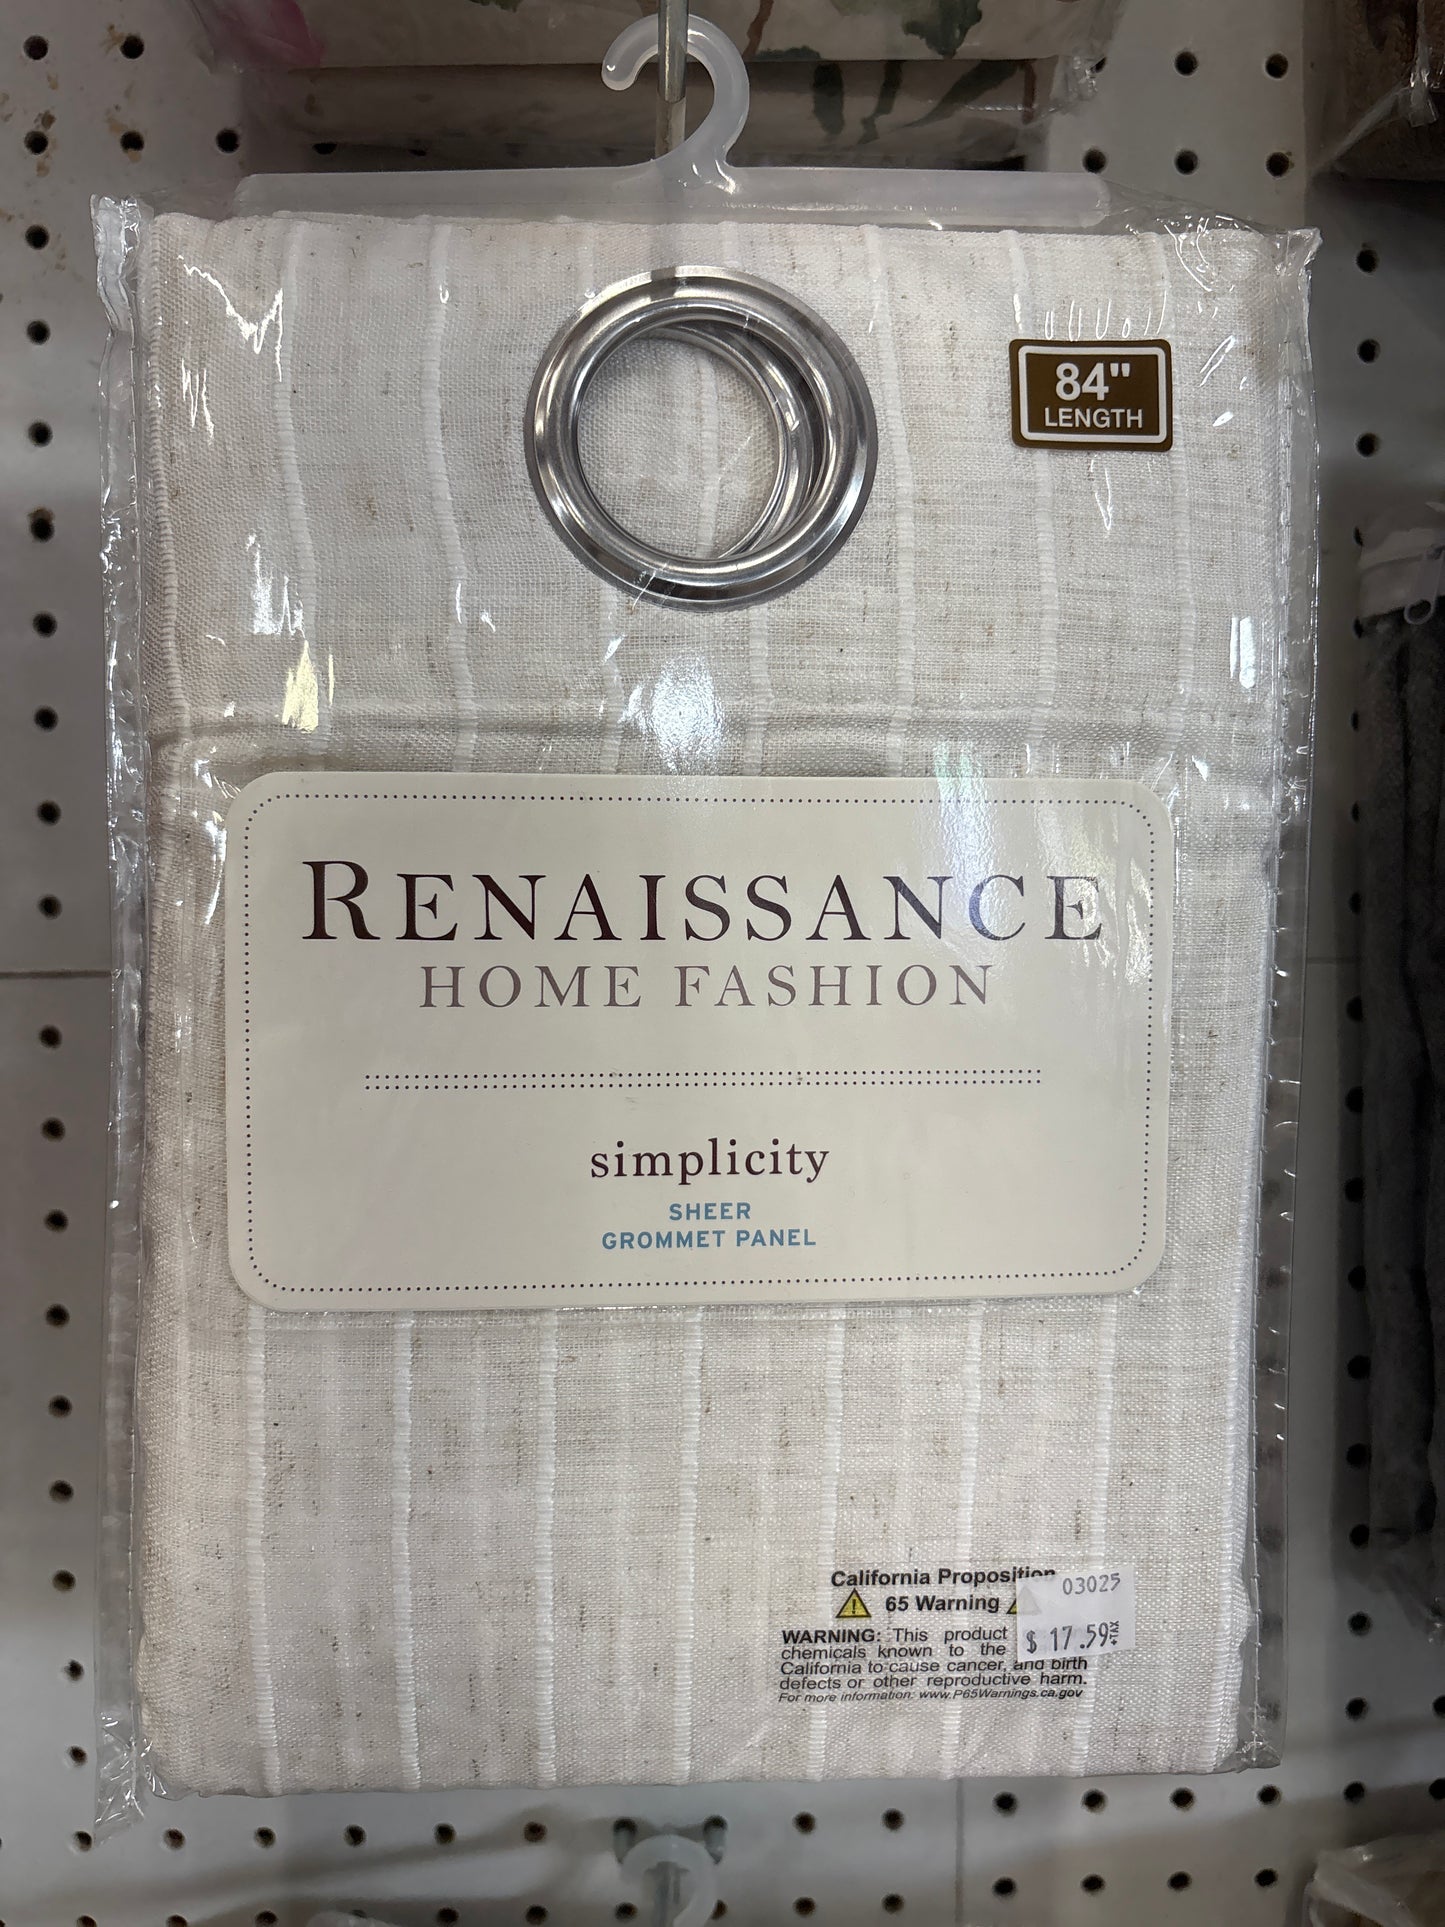 84"
LENGTH
RENAISSANCE
HOME FASHION
simplicity
SHEER
GROMMET PANEL
California Proposition
65 Warning
03025
$ 17.59 +TAX
WARNING: This product
chemicals known to the
California to cause cancer, and birth
defects or other reproductive harm.
For more information: www.P65Warnings.ca.gov